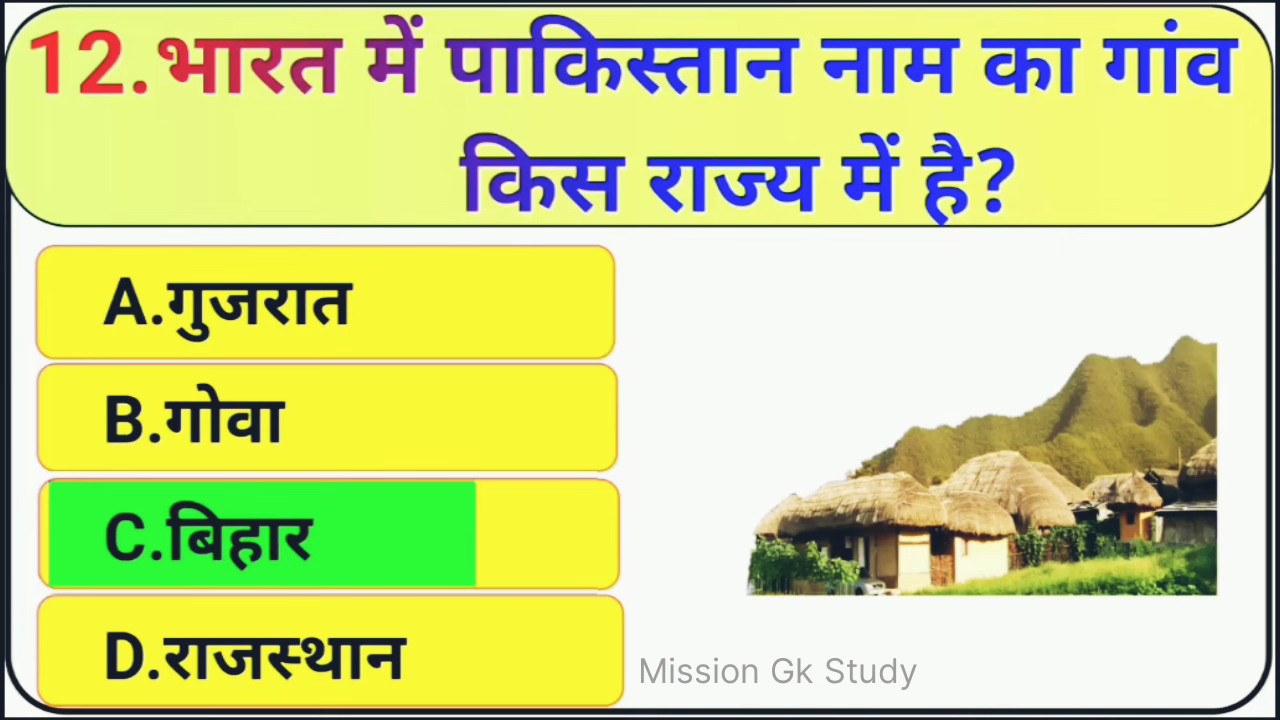 12.भारत में पाकिस्तान नाम का गांव
किस राज्य में है?
A.गुजरात
B.गोवा
C.बिहार
D.राजस्थान
Mission Gk Study